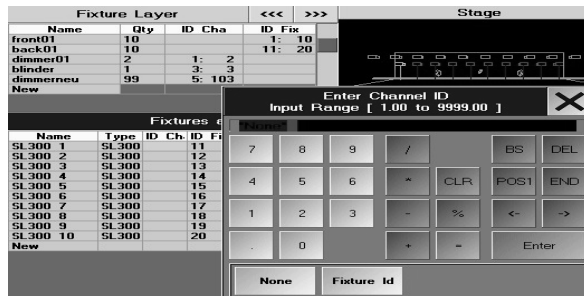 Fixture Layer <<< >>> Stage
Name Qty ID Cha ID Fix
front01 10 1: 10
back01 10 11: 20
dimmer01 2 1: 2
blinder 1 3: 3
dimmerneu 99 5: 103
New
Enter Channel ID
Input Range [ 1.00 to 9999.00 ]
Fixtures
"None"
Name Type ID Ch. ID Fi
SL300 1 SL300 11
SL300 2 SL300 12
SL300 3 SL300 13
SL300 4 SL300 14
SL300 5 SL300 15
SL300 6 SL300 16
SL300 7 SL300 17
SL300 8 SL300 18
SL300 9 SL300 19
SL300 10 SL300 20
New
7 8 9 / BS DEL
4 5 6 * CLR POS1 END
1 2 3 - % <- ->
. 0 + = Enter
None Fixture Id